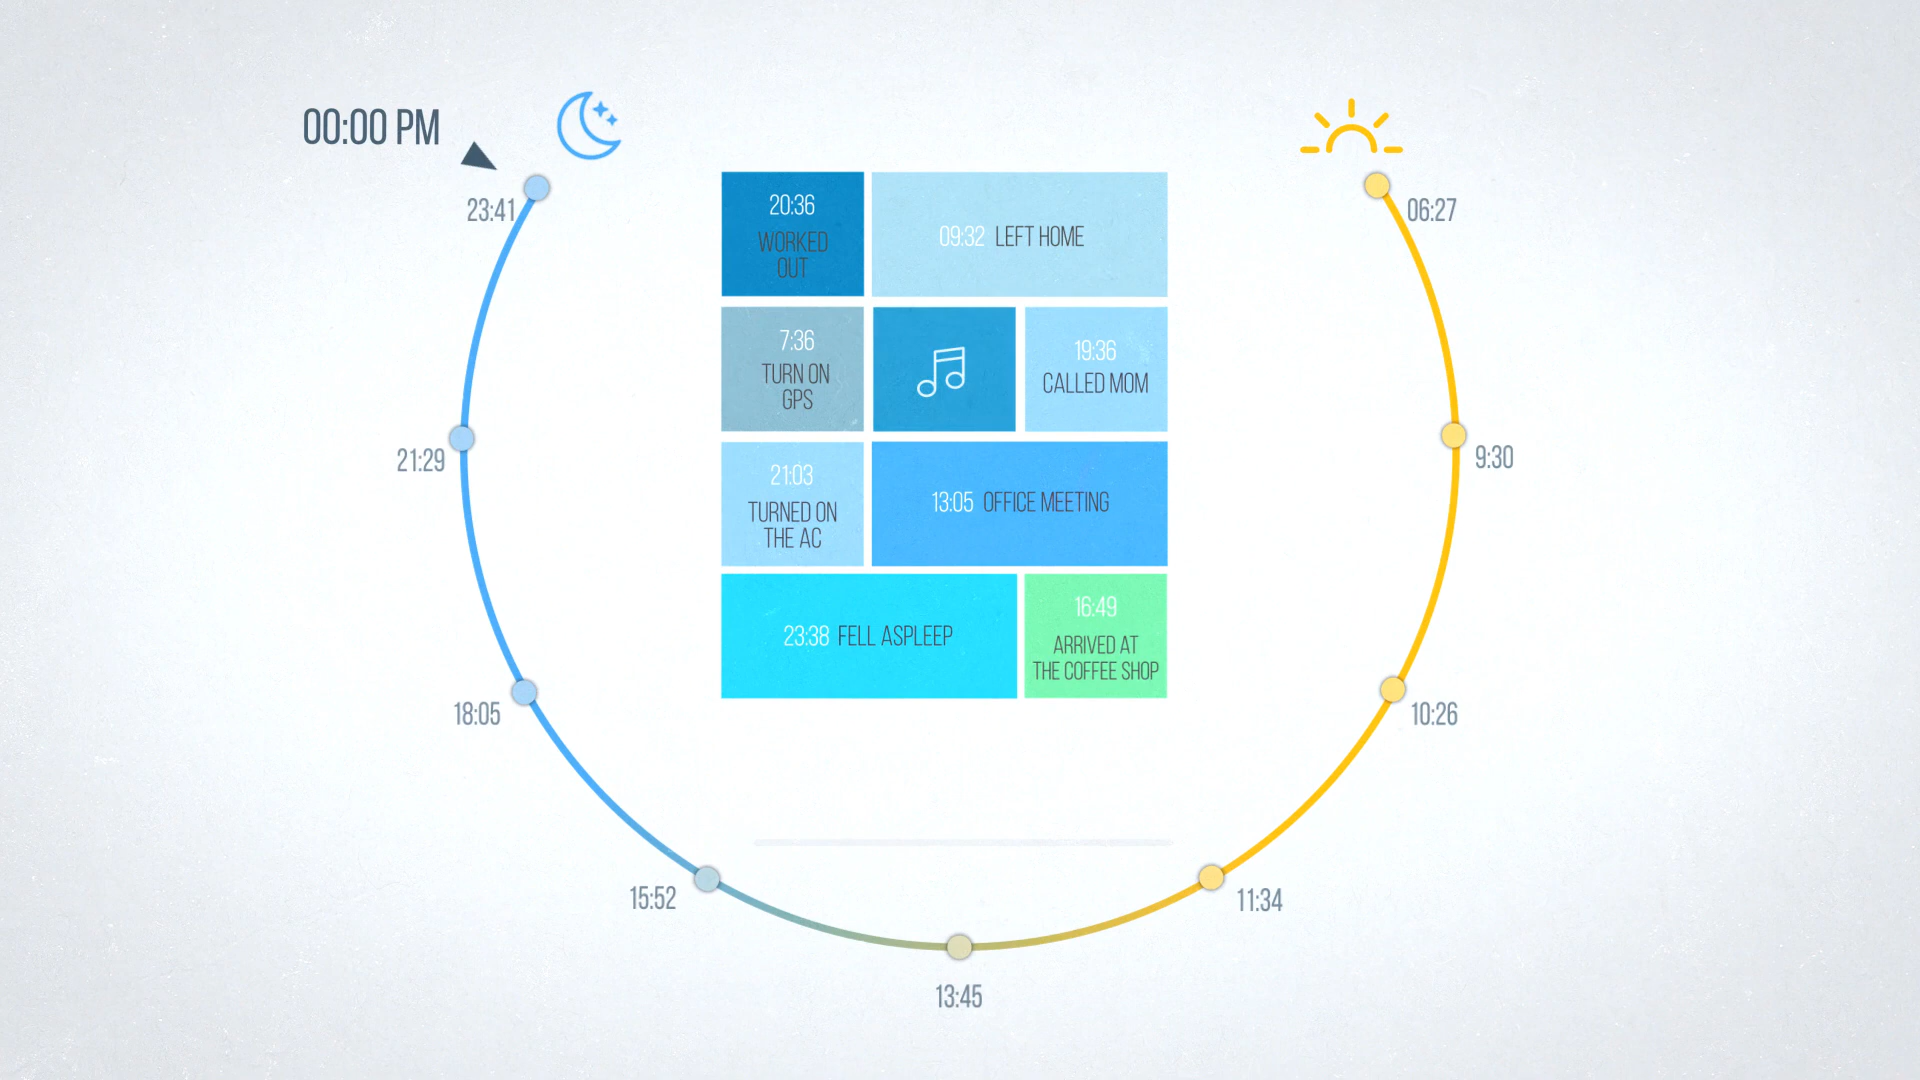 00:00 PM
23:41
06:27
20:36
WORKED
OUT
09:32 LEFT HOME
7:36
TURN ON
GPS
19:36
CALLED MOM
21:29
9:30
21:03
TURNED ON
THE AC
13:05 OFFICE MEETING
23:38 FELL ASPLEEP
16:49
ARRIVED AT
THE COFFEE SHOP
18:05
10:26
15:52
11:34
13:45